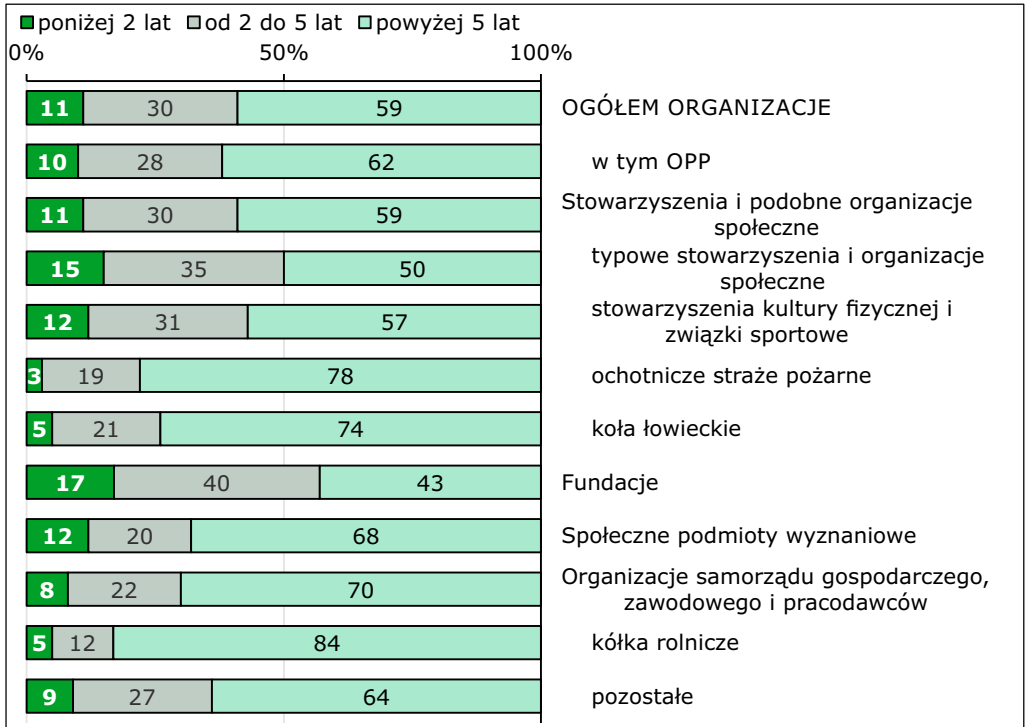 poniżej 2 lat od 2 do 5 lat powyżej 5 lat
0% 50% 100%
11 30 59 OGÓŁEM ORGANIZACJE
10 28 62 w tym OPP
11 30 59 Stowarzyszenia i podobne organizacje
społeczne
15 35 50 typowe stowarzyszenia i organizacje
społeczne
12 31 57 stowarzyszenia kultury fizycznej i
związki sportowe
3 19 78 ochotnicze straże pożarne
5 21 74 koła łowieckie
17 40 43 Fundacje
12 20 68 Społeczne podmioty wyznaniowe
8 22 70 Organizacje samorządu gospodarczego,
zawodowego i pracodawców
5 12 84 kółka rolnicze
9 27 64 pozostałe